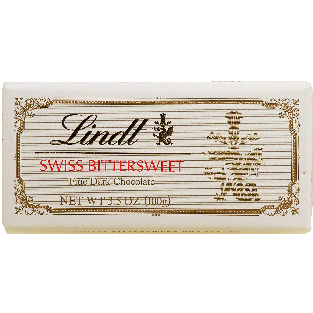 Lindt
SWISS BITTERSWEET
Fine Dark Chocolate
NET WT 3.5 OZ (100g)